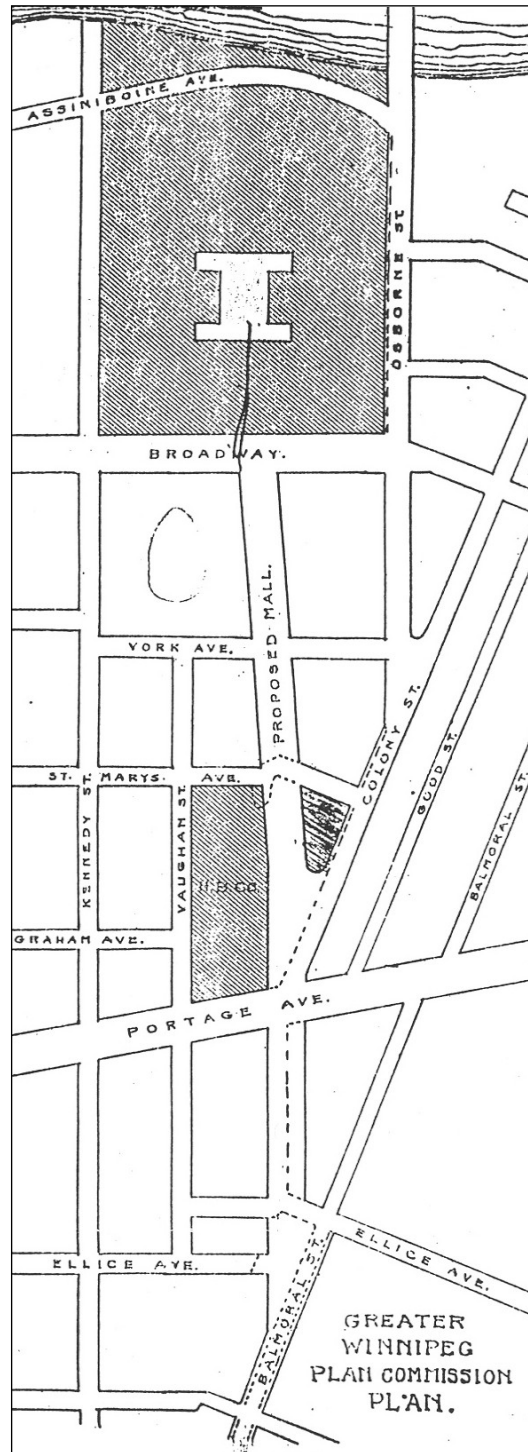 ASSINIBOINE AVE.
OSBORNE ST.
BROADWAY.
PROPOSED MALL.
YORK AVE.
COLONY ST.
GOOD ST.
BALMORAL ST.
ST. MARYS. AVE.
KENNEDY ST.
VAUGHAN ST.
H.B.CO.
GRAHAM AVE.
PORTAGE AVE.
ELLICE AVE.
BALMORAL ST.
ELLICE AVE.
GREATER
WINNIPEG
PLAN COMMISSION
PLAN.